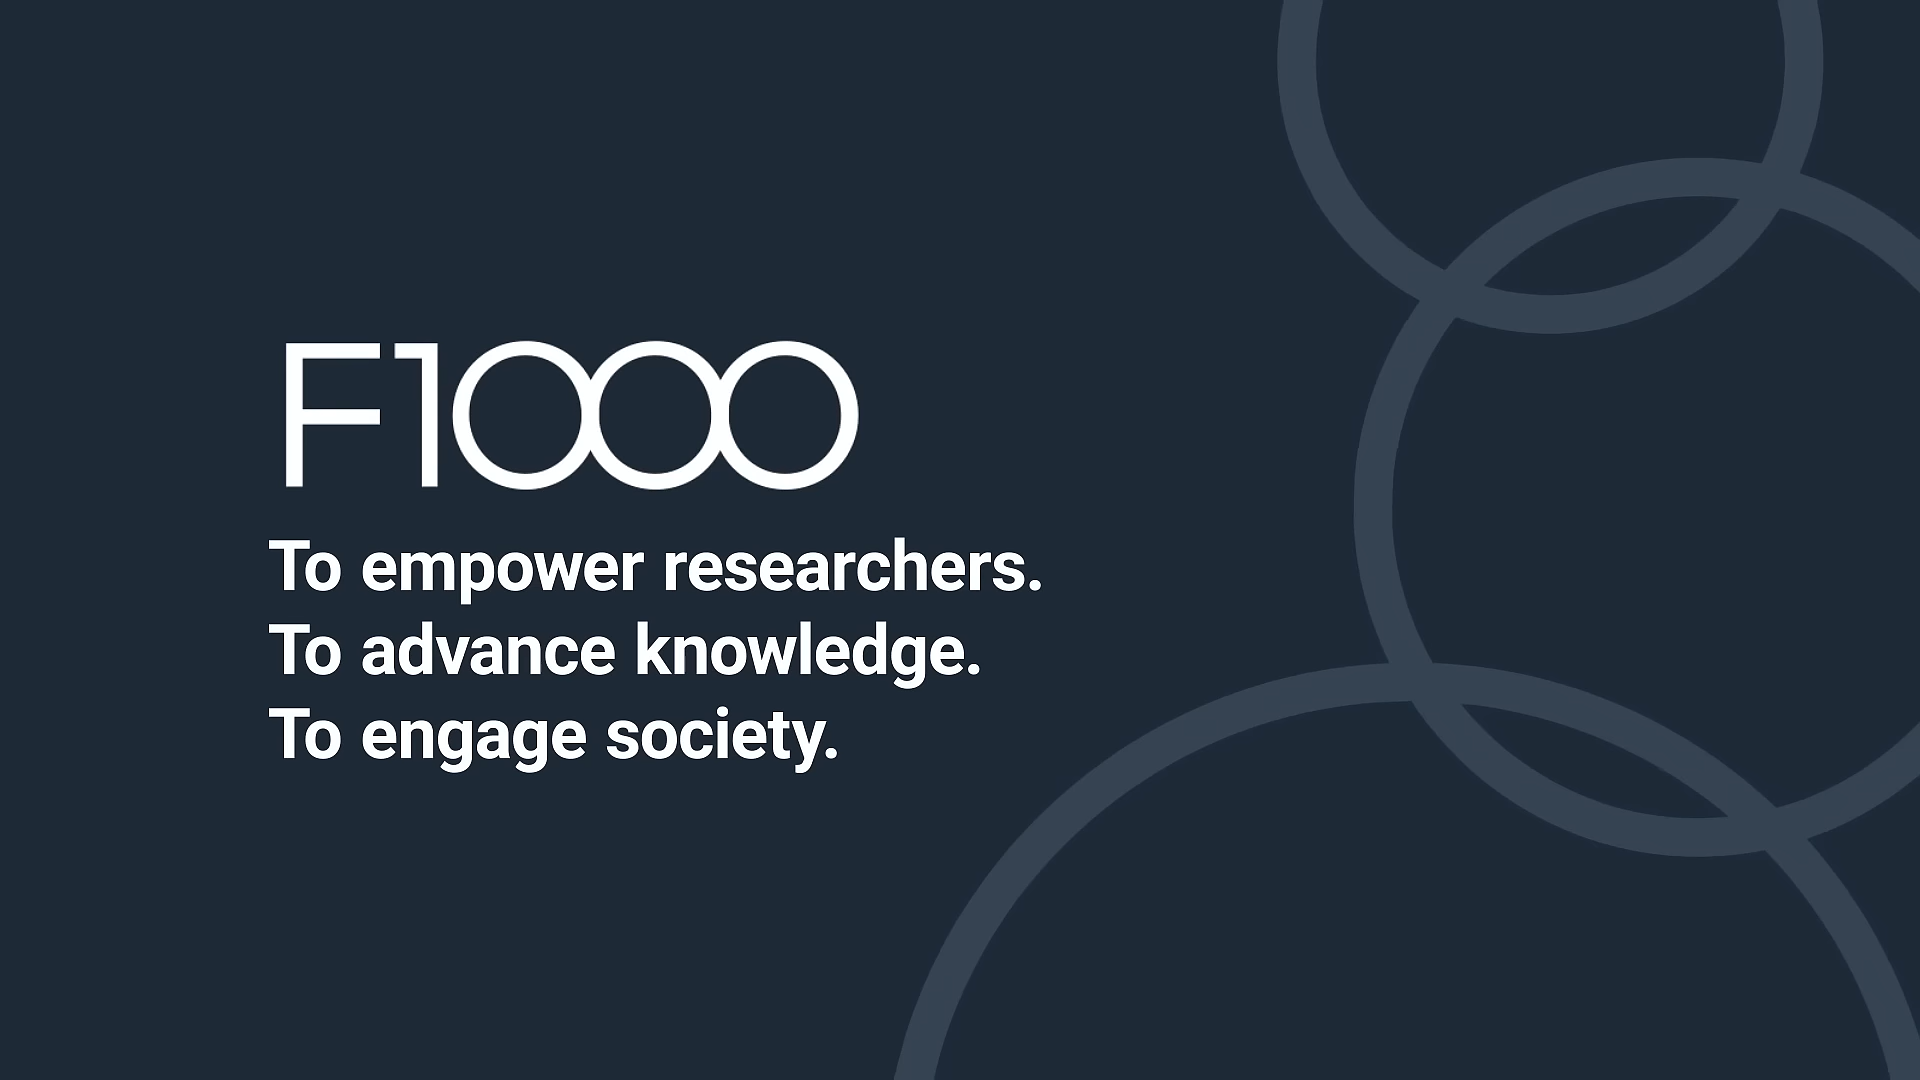 F1000
To empower researchers.
To advance knowledge.
To engage society.